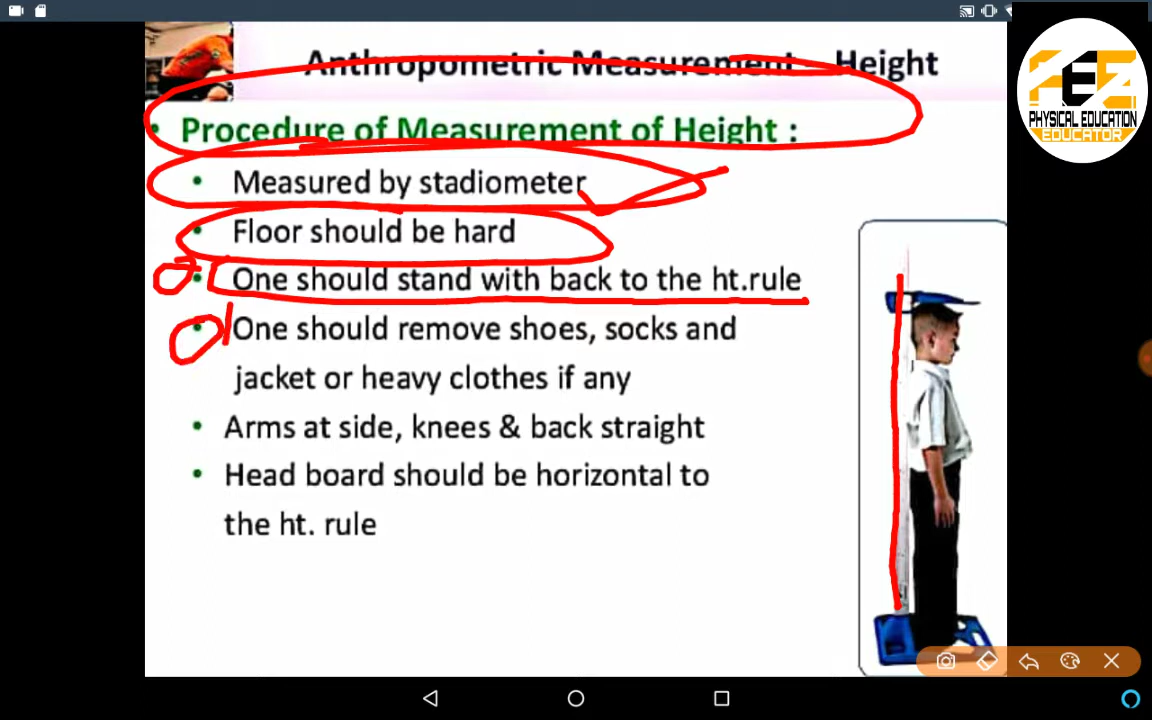 Anthropometric Measurement - Height
• Procedure of Measurement of Height :
• Measured by stadiometer
• Floor should be hard
• One should stand with back to the ht.rule
• One should remove shoes, socks and
jacket or heavy clothes if any
• Arms at side, knees & back straight
• Head board should be horizontal to
the ht. rule
PEZ
PHYSICAL EDUCATION
EDUCATOR